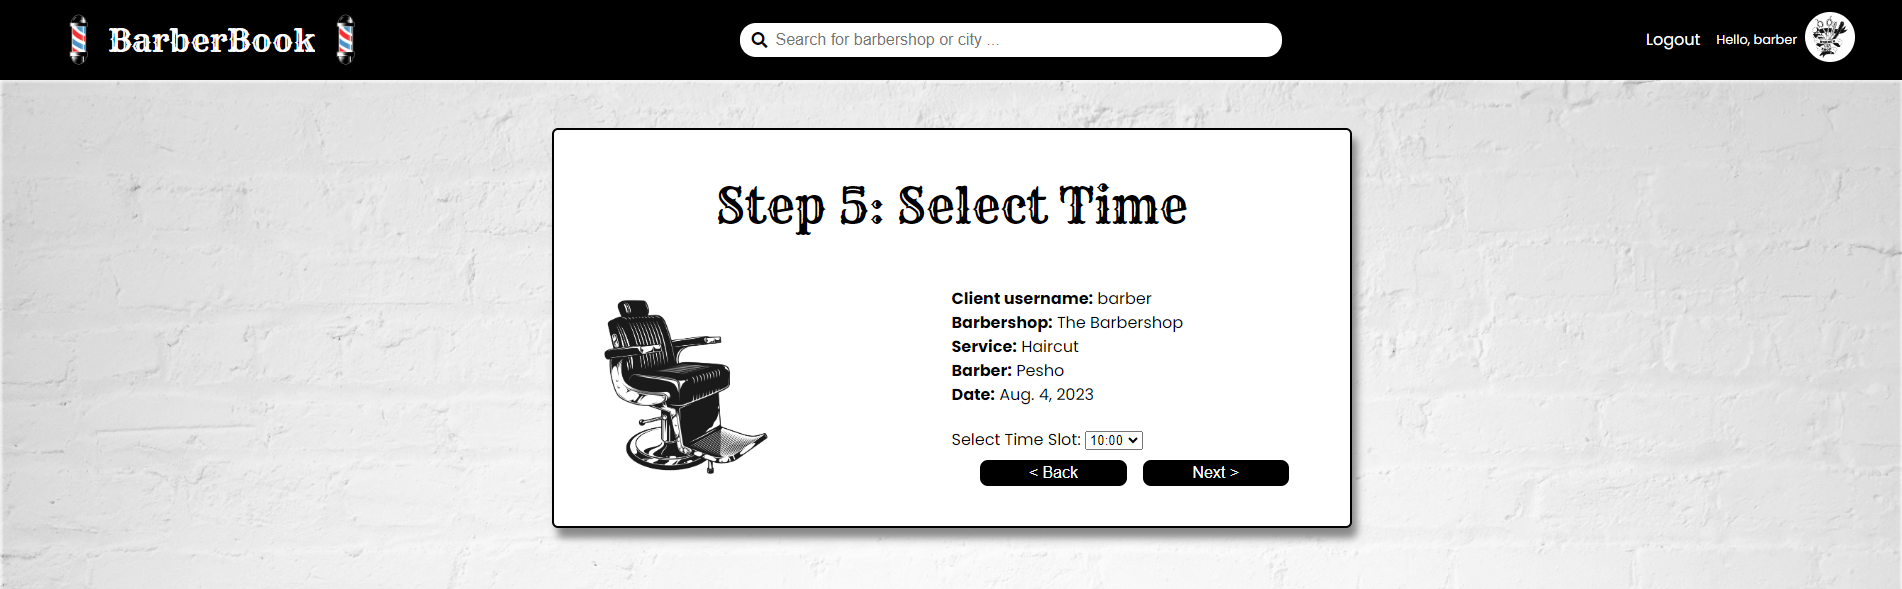 BarberBook
Search for barbershop or city ...
Logout
Hello, barber
Step 5: Select Time
Client username: barber
Barbershop: The Barbershop
Service: Haircut
Barber: Pesho
Date: Aug. 4, 2023
Select Time Slot: 10:00
< Back
Next >